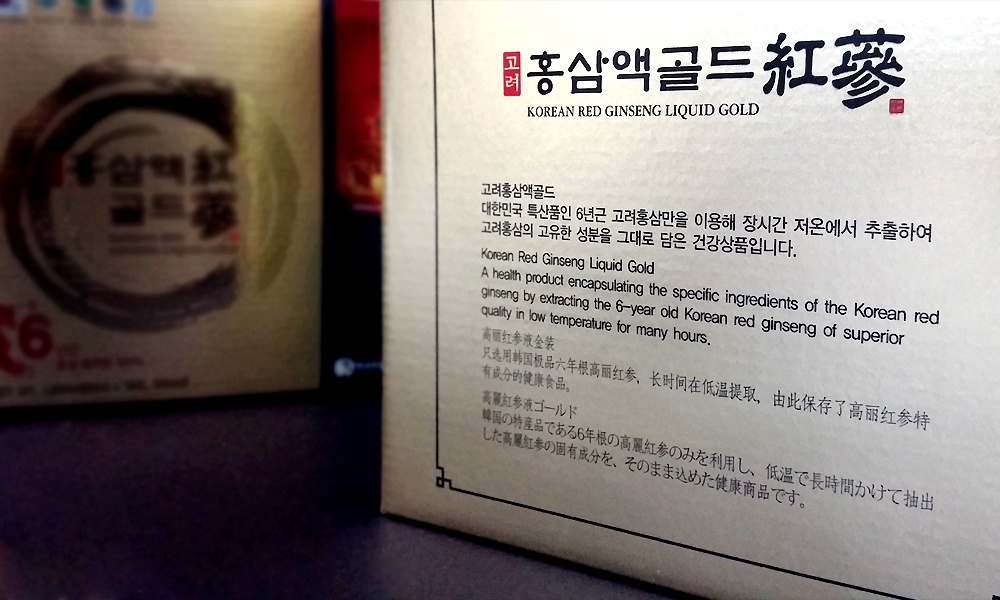 고려 홍삼액골드 紅蔘
KOREAN RED GINSENG LIQUID GOLD
고려홍삼액골드
대한민국 특산품인 6년근 고려홍삼만을 이용해 장시간 저온에서 추출하여
고려홍삼의 고유한 성분을 그대로 담은 건강상품입니다.
Korean Red Ginseng Liquid Gold
A health product encapsulating the specific ingredients of the Korean red
ginseng by extracting the 6-year old Korean red ginseng of superior
quality in low temperature for many hours.
高丽红参液金装
只选用韩国极品六年根高丽红参，长时间在低温提取，由此保存了高丽红参特
有成分的健康食品。
高麗紅参液ゴールド
韓国の特産品である6年根の高麗紅参のみを利用し、低温で長時間かけて抽出
した高麗紅参の固有成分を、そのまま込めた健康商品です。
홍삼액 紅
골드 蔘
6